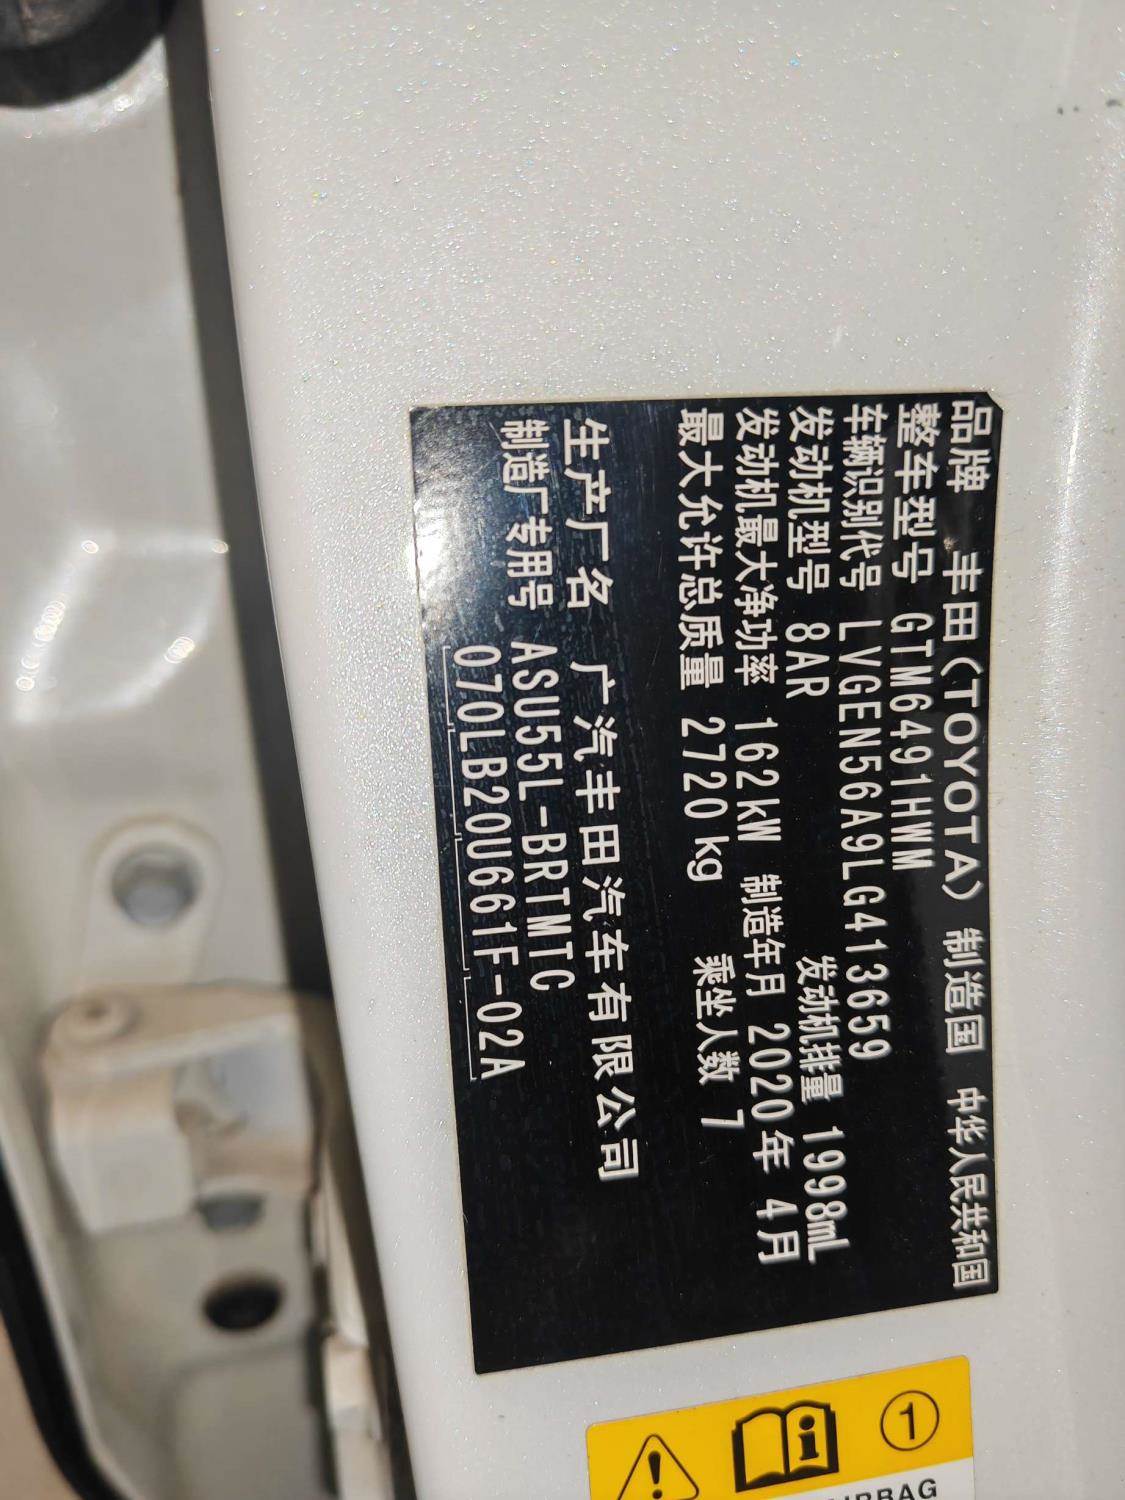 品牌 丰田（TOYOTA） 制造国 中华人民共和国
整车型号 GTM6491HWM
车辆识别代号 LVGEN56A9LG413659
发动机型号 8AR 发动机排量 1998mL
发动机最大净功率 162kW 制造年月 2020年 4月
最大允许总质量 2720kg 乘坐人数 7
生产厂名 广汽丰田汽车有限公司
制造厂专用号 ASU55L-BRTMTC
070LB20U661F-02A
1
AIRBAG